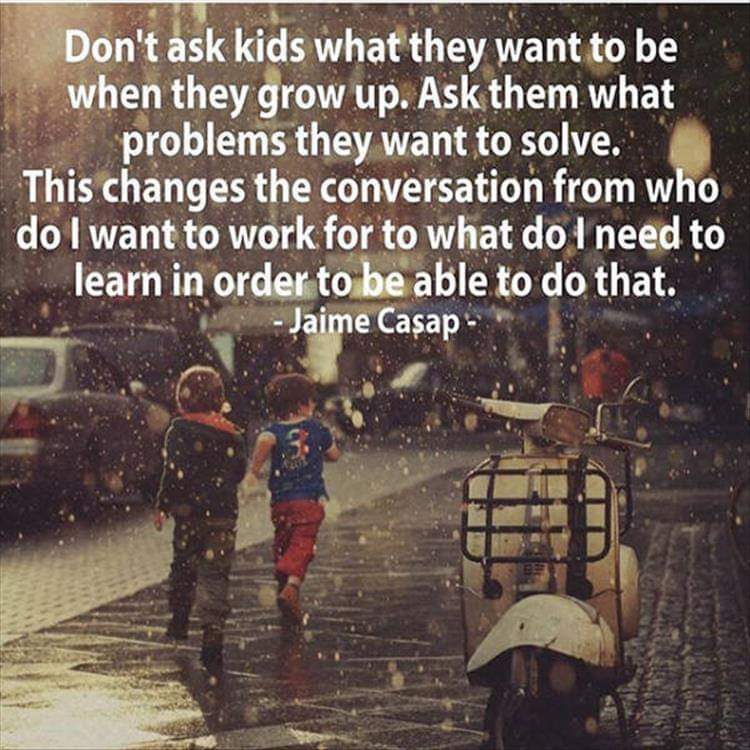 Don't ask kids what they want to be
when they grow up. Ask them what
problems they want to solve.
This changes the conversation from who
do I want to work for to what do I need to
learn in order to be able to do that.
- Jaime Casap -
3